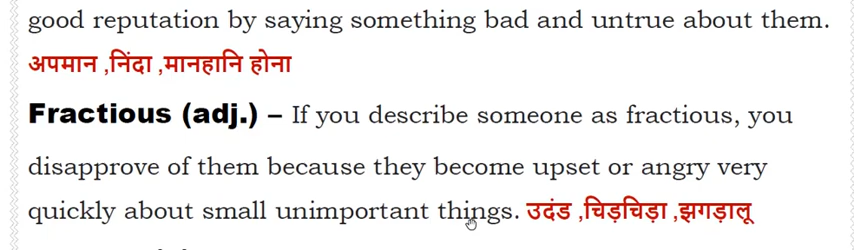 good reputation by saying something bad and untrue about them.
अपमान ,निंदा ,मानहानि होना
Fractious (adj.) – If you describe someone as fractious, you
disapprove of them because they become upset or angry very
quickly about small unimportant things. उदंड ,चिड़चिड़ा ,झगड़ालू